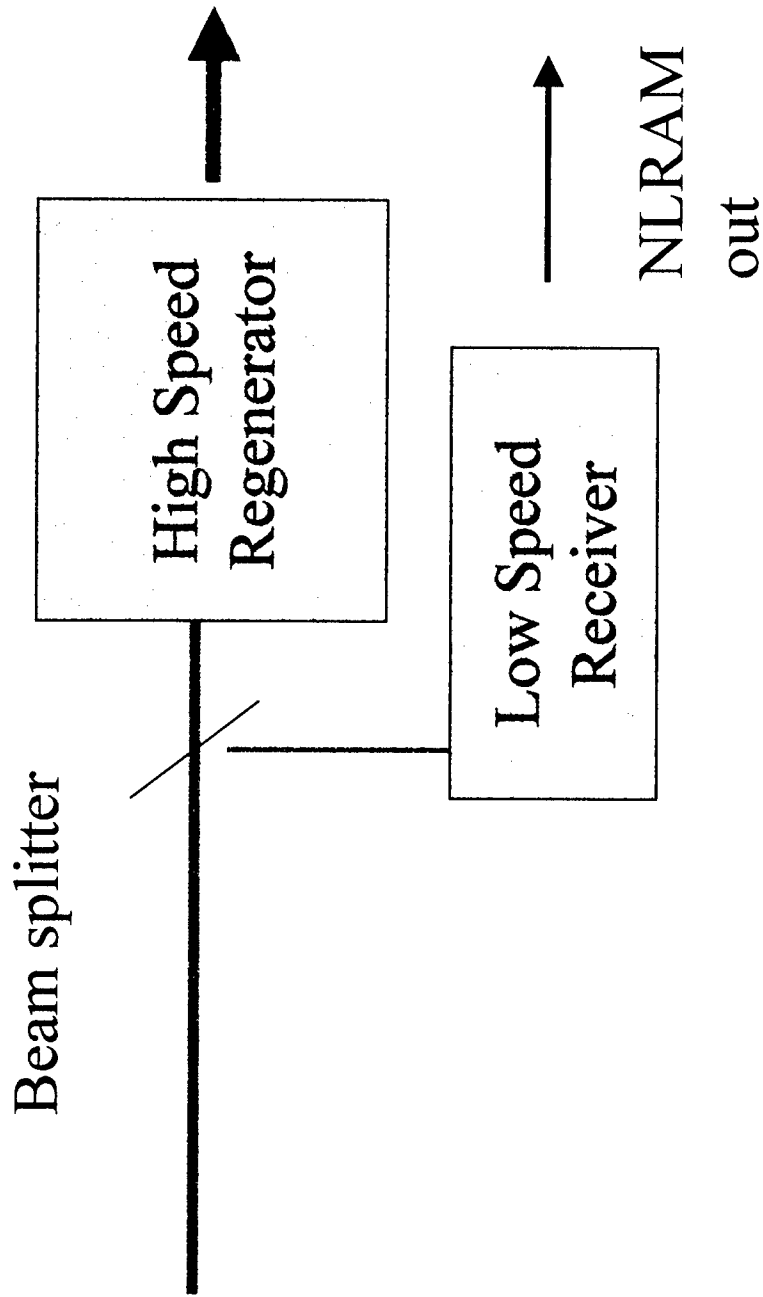 Beam splitter
High Speed
Regenerator
Low Speed
Receiver
NLRAM
out